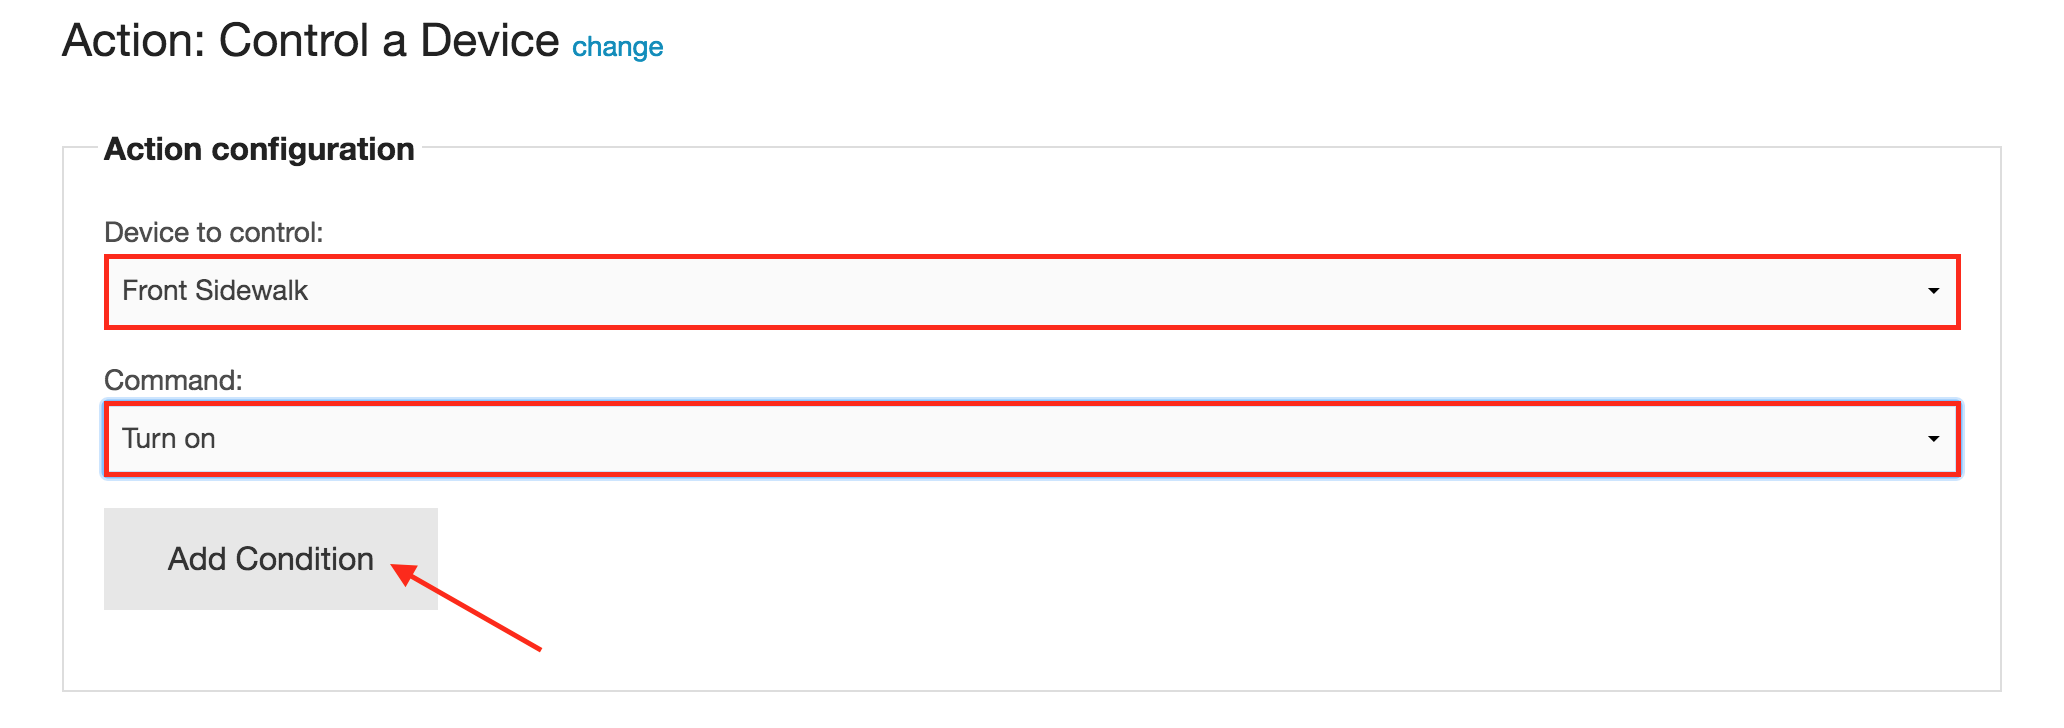 Action: Control a Device change
Action configuration
Device to control:
Front Sidewalk
Command:
Turn on
Add Condition